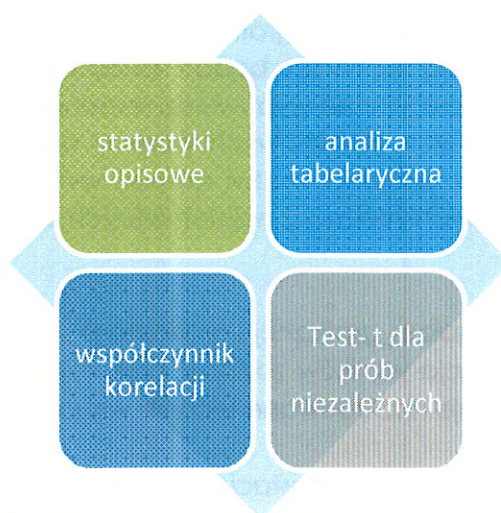 statystyki
opisowe
analiza
tabelaryczna
współczynnik
korelacji
Test- t dla
prób
niezależnych